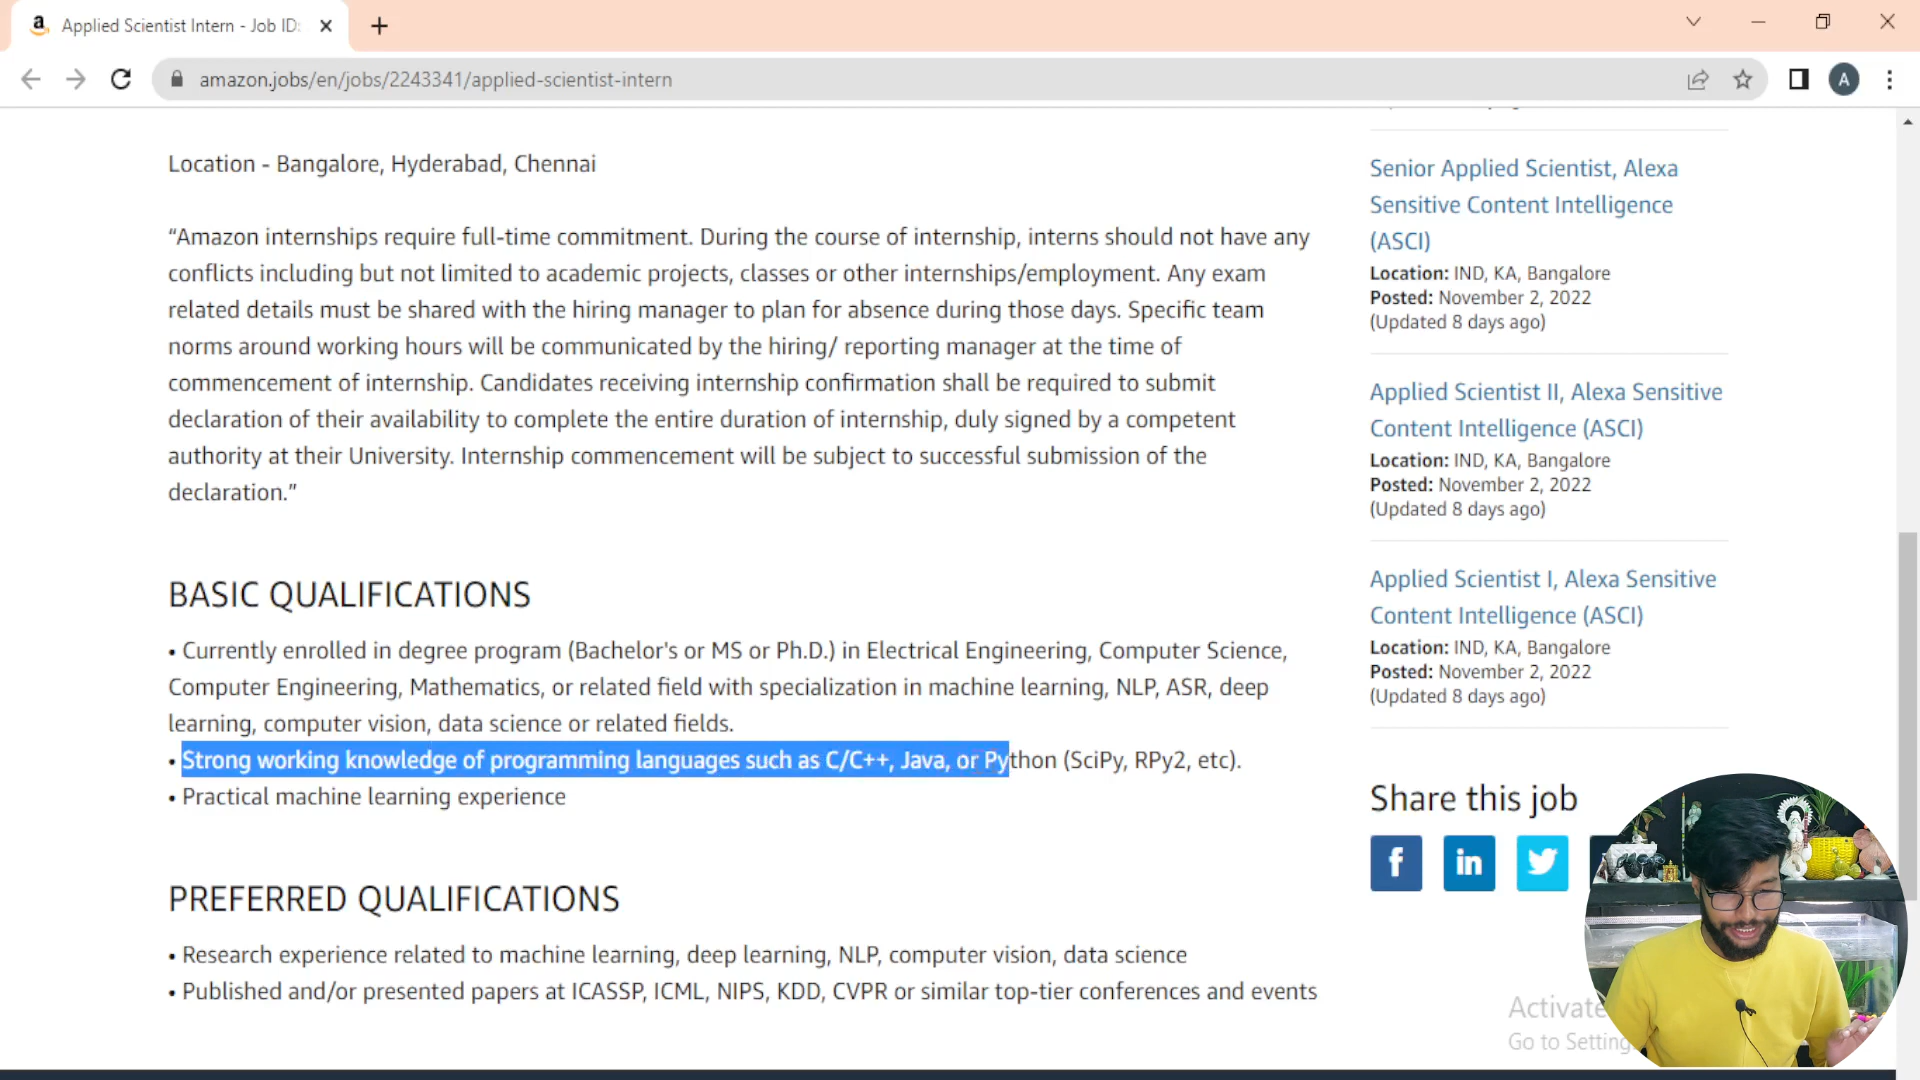 Applied Scientist Intern - Job ID:
amazon.jobs/en/jobs/2243341/applied-scientist-intern
A
Location - Bangalore, Hyderabad, Chennai
“Amazon internships require full-time commitment. During the course of internship, interns should not have any
conflicts including but not limited to academic projects, classes or other internships/employment. Any exam
related details must be shared with the hiring manager to plan for absence during those days. Specific team
norms around working hours will be communicated by the hiring/ reporting manager at the time of
commencement of internship. Candidates receiving internship confirmation shall be required to submit
declaration of their availability to complete the entire duration of internship, duly signed by a competent
authority at their University. Internship commencement will be subject to successful submission of the
declaration.”
BASIC QUALIFICATIONS
• Currently enrolled in degree program (Bachelor's or MS or Ph.D.) in Electrical Engineering, Computer Science,
Computer Engineering, Mathematics, or related field with specialization in machine learning, NLP, ASR, deep
learning, computer vision, data science or related fields.
• Strong working knowledge of programming languages such as C/C++, Java, or Python (SciPy, RPy2, etc).
• Practical machine learning experience
PREFERRED QUALIFICATIONS
• Research experience related to machine learning, deep learning, NLP, computer vision, data science
• Published and/or presented papers at ICASSP, ICML, NIPS, KDD, CVPR or similar top-tier conferences and events
Senior Applied Scientist, Alexa
Sensitive Content Intelligence
(ASCI)
Location: IND, KA, Bangalore
Posted: November 2, 2022
(Updated 8 days ago)
Applied Scientist II, Alexa Sensitive
Content Intelligence (ASCI)
Location: IND, KA, Bangalore
Posted: November 2, 2022
(Updated 8 days ago)
Applied Scientist I, Alexa Sensitive
Content Intelligence (ASCI)
Location: IND, KA, Bangalore
Posted: November 2, 2022
(Updated 8 days ago)
Share this job
Activate
Go to Setting